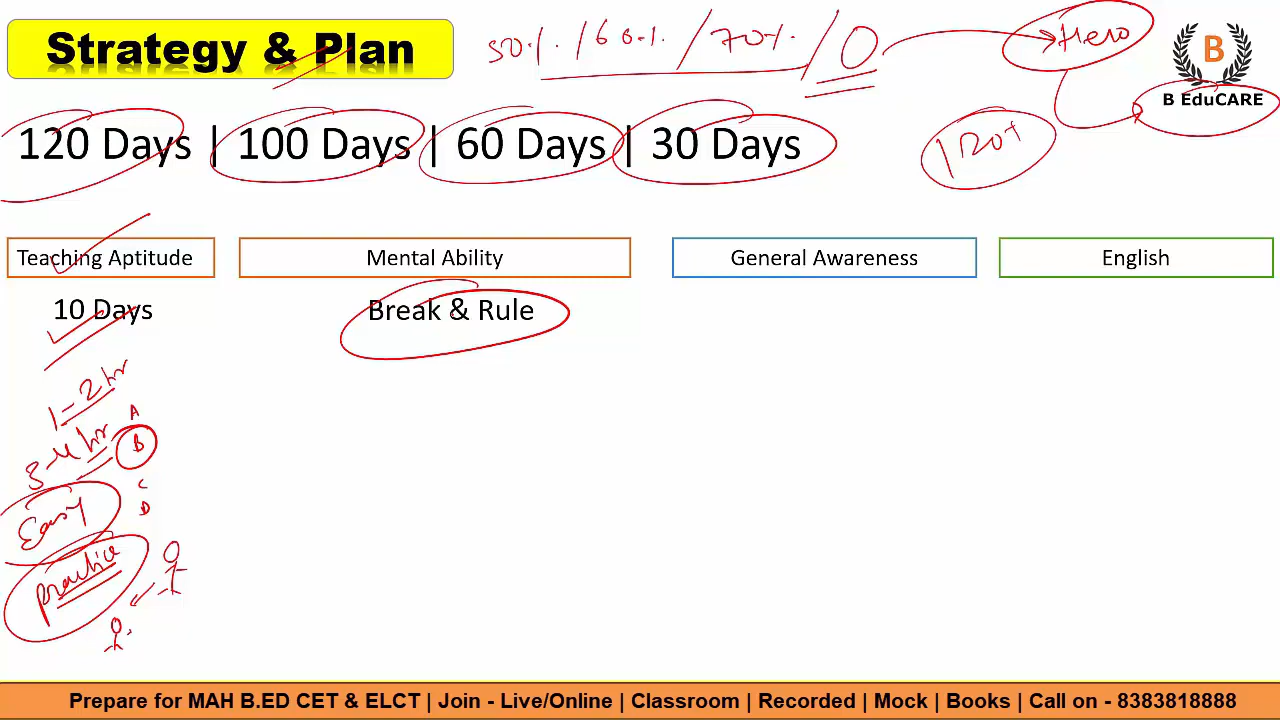 Strategy & Plan
50% / 60% / 70% / 0
Hero
B
B EduCARE
120 Days | 100 Days | 60 Days | 30 Days
120+
Teaching Aptitude
Mental Ability
General Awareness
English
10 Days
Break & Rule
1-2 hr
3-4 hr
A
B
C
D
Easy
Practice
Prepare for MAH B.ED CET & ELCT | Join - Live/Online | Classroom | Recorded | Mock | Books | Call on - 8383818888